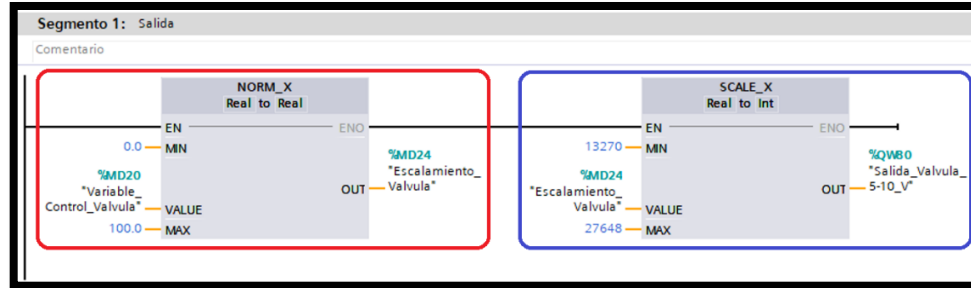 Segmento 1: Salida
Comentario
NORM_X
Real to Real
EN
ENO
0.0
MIN
%MD20
"Variable_
Control_Valvula"
VALUE
100.0
MAX
%MD24
"Escalamiento_
Valvula"
OUT
SCALE_X
Real to Int
EN
ENO
13270
MIN
%MD24
"Escalamiento_
Valvula"
VALUE
27648
MAX
%QW80
"Salida_Valvula_
5-10_V"
OUT